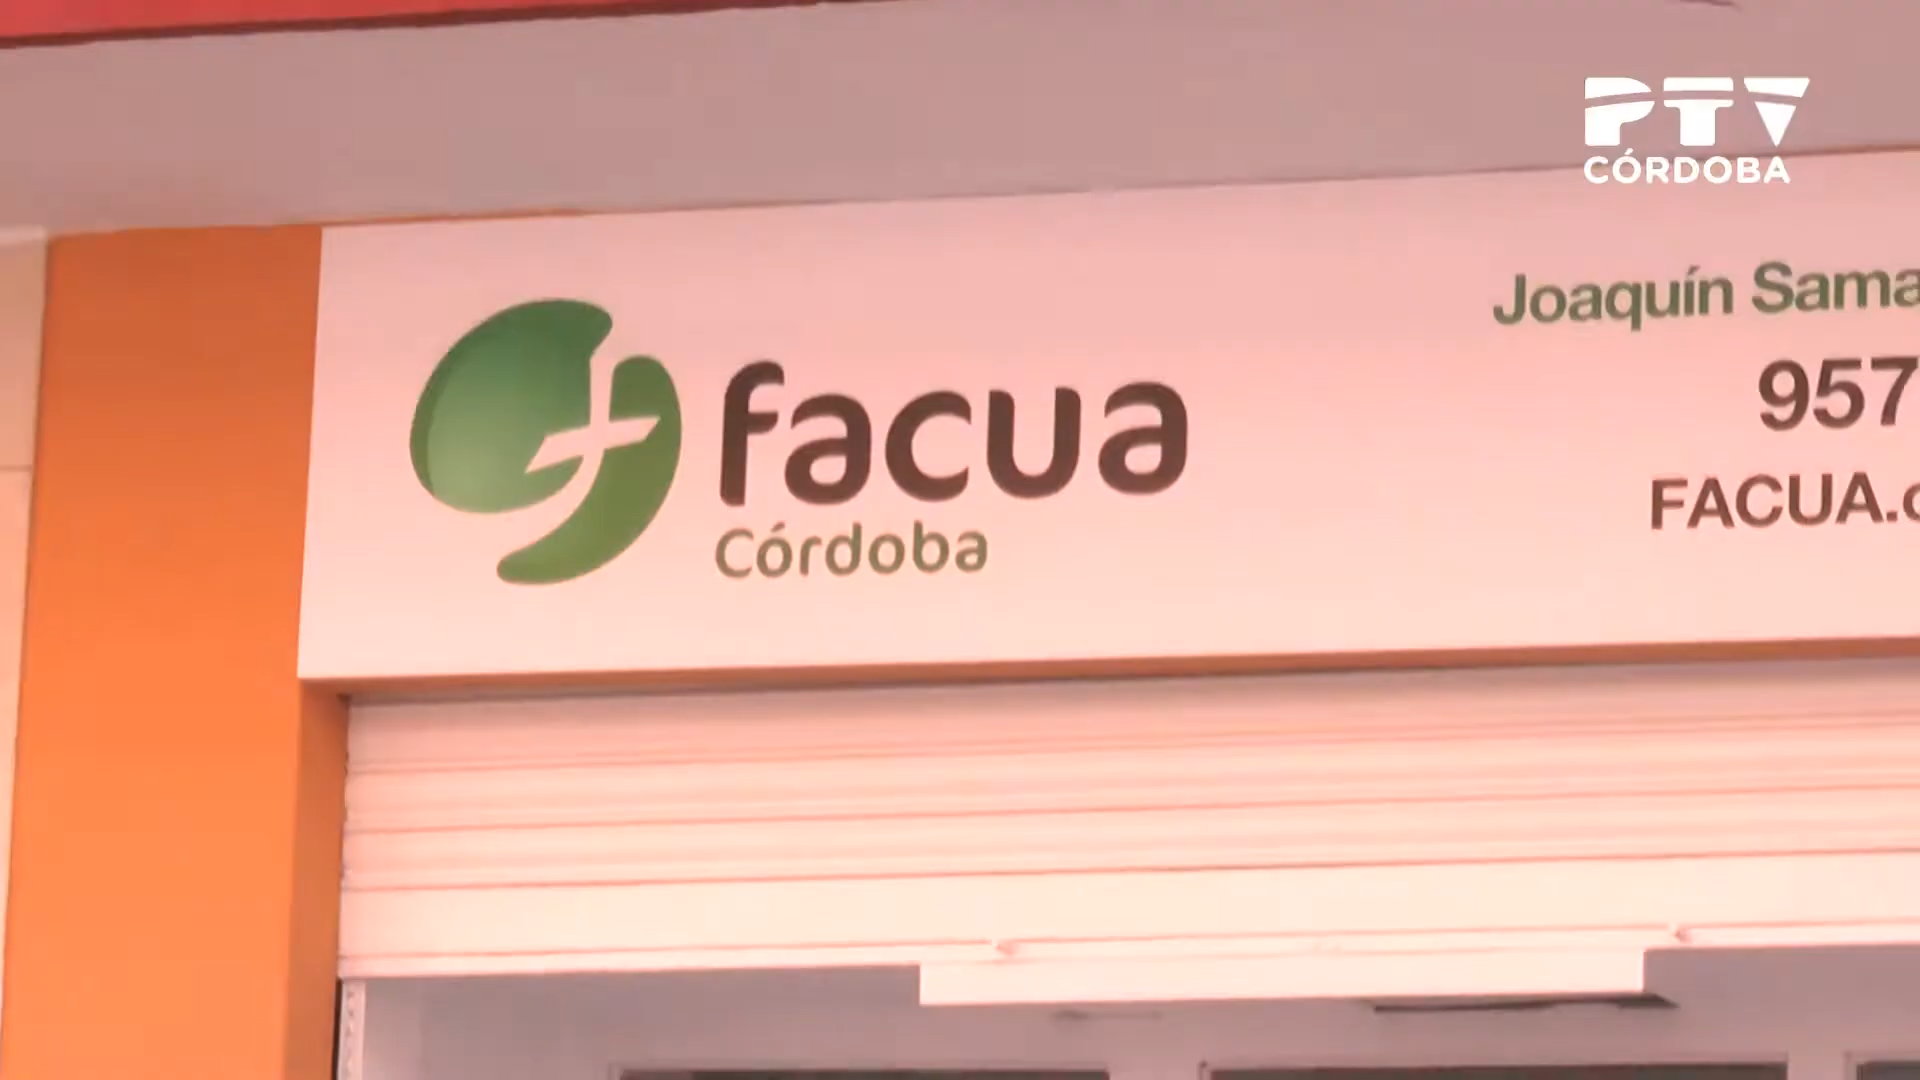 PTV
CÓRDOBA
facua
Córdoba
Joaquín Sama
957
FACUA.